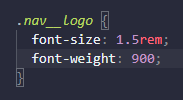 .nav__logo {
  font-size: 1.5rem;
  font-weight: 900;
}